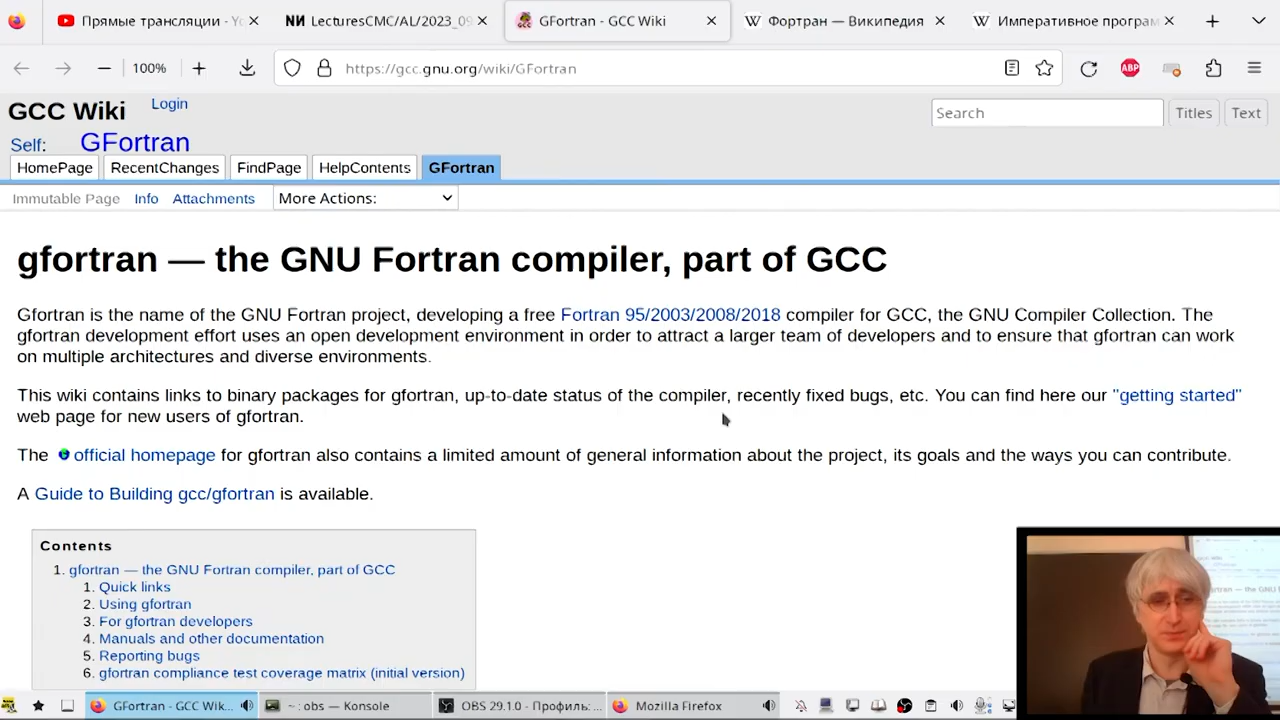 Прямые трансляции - Yo
LecturesCMC/AL/2023_09
GFortran - GCC Wiki
Фортран — Википедия
Императивное програм
100%
https://gcc.gnu.org/wiki/GFortran
ABP
GCC Wiki
Login
Search
Titles
Text
Self:
GFortran
HomePage
RecentChanges
FindPage
HelpContents
GFortran
Immutable Page
Info
Attachments
More Actions:
gfortran — the GNU Fortran compiler, part of GCC
Gfortran is the name of the GNU Fortran project, developing a free Fortran 95/2003/2008/2018 compiler for GCC, the GNU Compiler Collection. The
gfortran development effort uses an open development environment in order to attract a larger team of developers and to ensure that gfortran can work
on multiple architectures and diverse environments.
This wiki contains links to binary packages for gfortran, up-to-date status of the compiler, recently fixed bugs, etc. You can find here our "getting started"
web page for new users of gfortran.
The official homepage for gfortran also contains a limited amount of general information about the project, its goals and the ways you can contribute.
A Guide to Building gcc/gfortran is available.
Contents
1. gfortran — the GNU Fortran compiler, part of GCC
1. Quick links
2. Using gfortran
3. For gfortran developers
4. Manuals and other documentation
5. Reporting bugs
6. gfortran compliance test coverage matrix (initial version)
GFortran - GCC Wik...
~ : obs — Konsole
OBS 29.1.0 - Профиль: ...
Mozilla Firefox